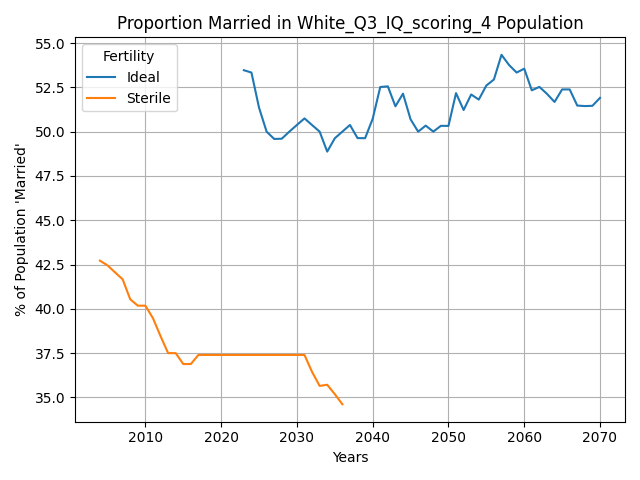 Proportion Married in White_Q3_IQ_scoring_4 Population
Fertility
Ideal
Sterile
% of Population 'Married'
55.0
52.5
50.0
47.5
45.0
42.5
40.0
37.5
35.0
2010 2020 2030 2040 2050 2060 2070
Years